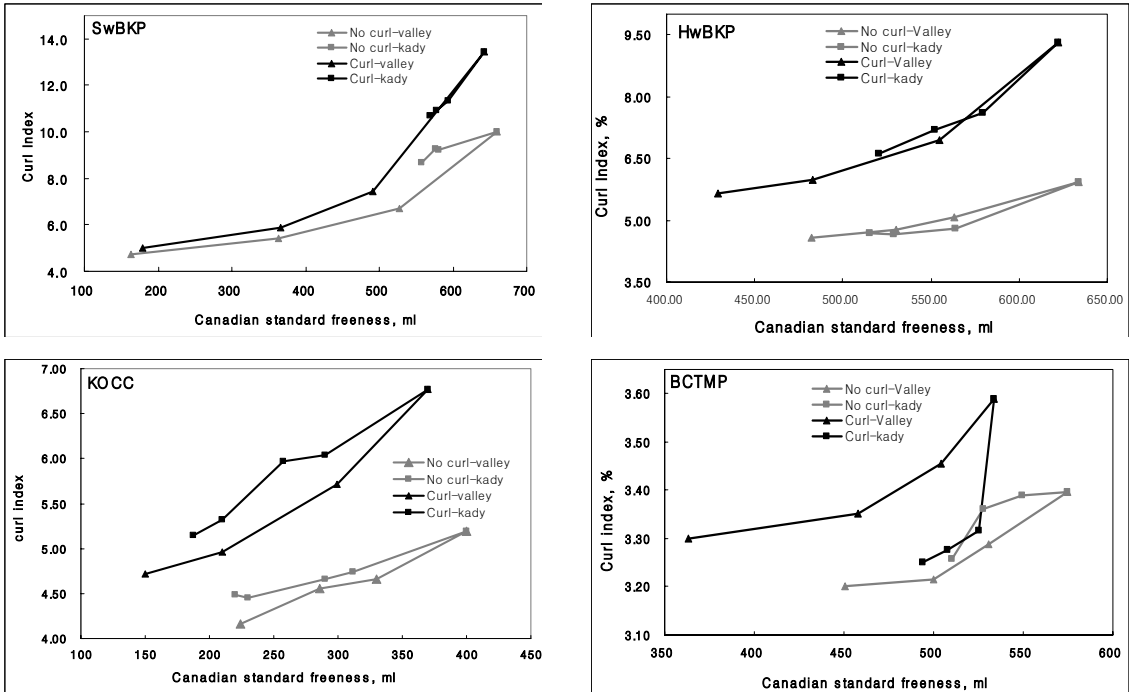 SwBKP
No curl-valley
No curl-kady
Curl-valley
Curl-kady
14.0
12.0
10.0
8.0
6.0
4.0
Curl Index
100 200 300 400 500 600 700
Canadian standard freeness, ml
HwBKP
No curl-Valley
No curl-kady
Curl-Valley
Curl-kady
9.50
8.00
6.50
5.00
3.50
Curl Index, %
400.00 450.00 500.00 550.00 600.00 650.00
Canadian standard freeness, ml
KOCC
No curl-valley
No curl-kady
Curl-valley
Curl-kady
7.00
6.50
6.00
5.50
5.00
4.50
4.00
curl index
100 150 200 250 300 350 400 450
Canadian standard freeness, ml
BCTMP
No curl-Valley
No curl-kady
Curl-Valley
Curl-kady
3.60
3.50
3.40
3.30
3.20
3.10
Curl index, %
350 400 450 500 550 600
Canadian standard freeness, ml